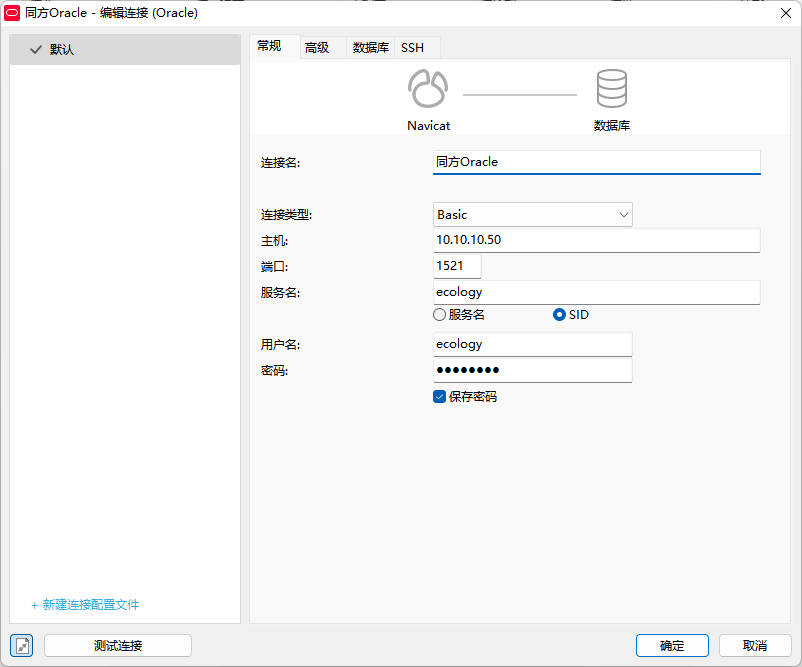 同方Oracle - 编辑连接 (Oracle)
默认
常规 高级 数据库 SSH
Navicat 数据库
连接名: 同方Oracle
连接类型: Basic
主机: 10.10.10.50
端口: 1521
服务名: ecology
服务名 SID
用户名: ecology
密码: ●●●●●●●●
保存密码
+ 新建连接配置文件
测试连接 确定 取消